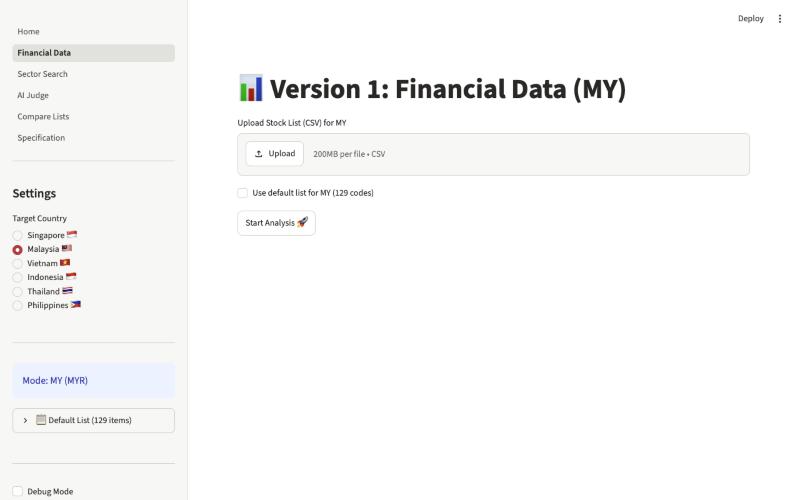 Home
Financial Data
Sector Search
AI Judge
Compare Lists
Specification
Settings
Target Country
Singapore
Malaysia
Vietnam
Indonesia
Thailand
Philippines
Mode: MY (MYR)
Default List (129 items)
Debug Mode
Deploy
Version 1: Financial Data (MY)
Upload Stock List (CSV) for MY
Upload 200MB per file • CSV
Use default list for MY (129 codes)
Start Analysis 🚀